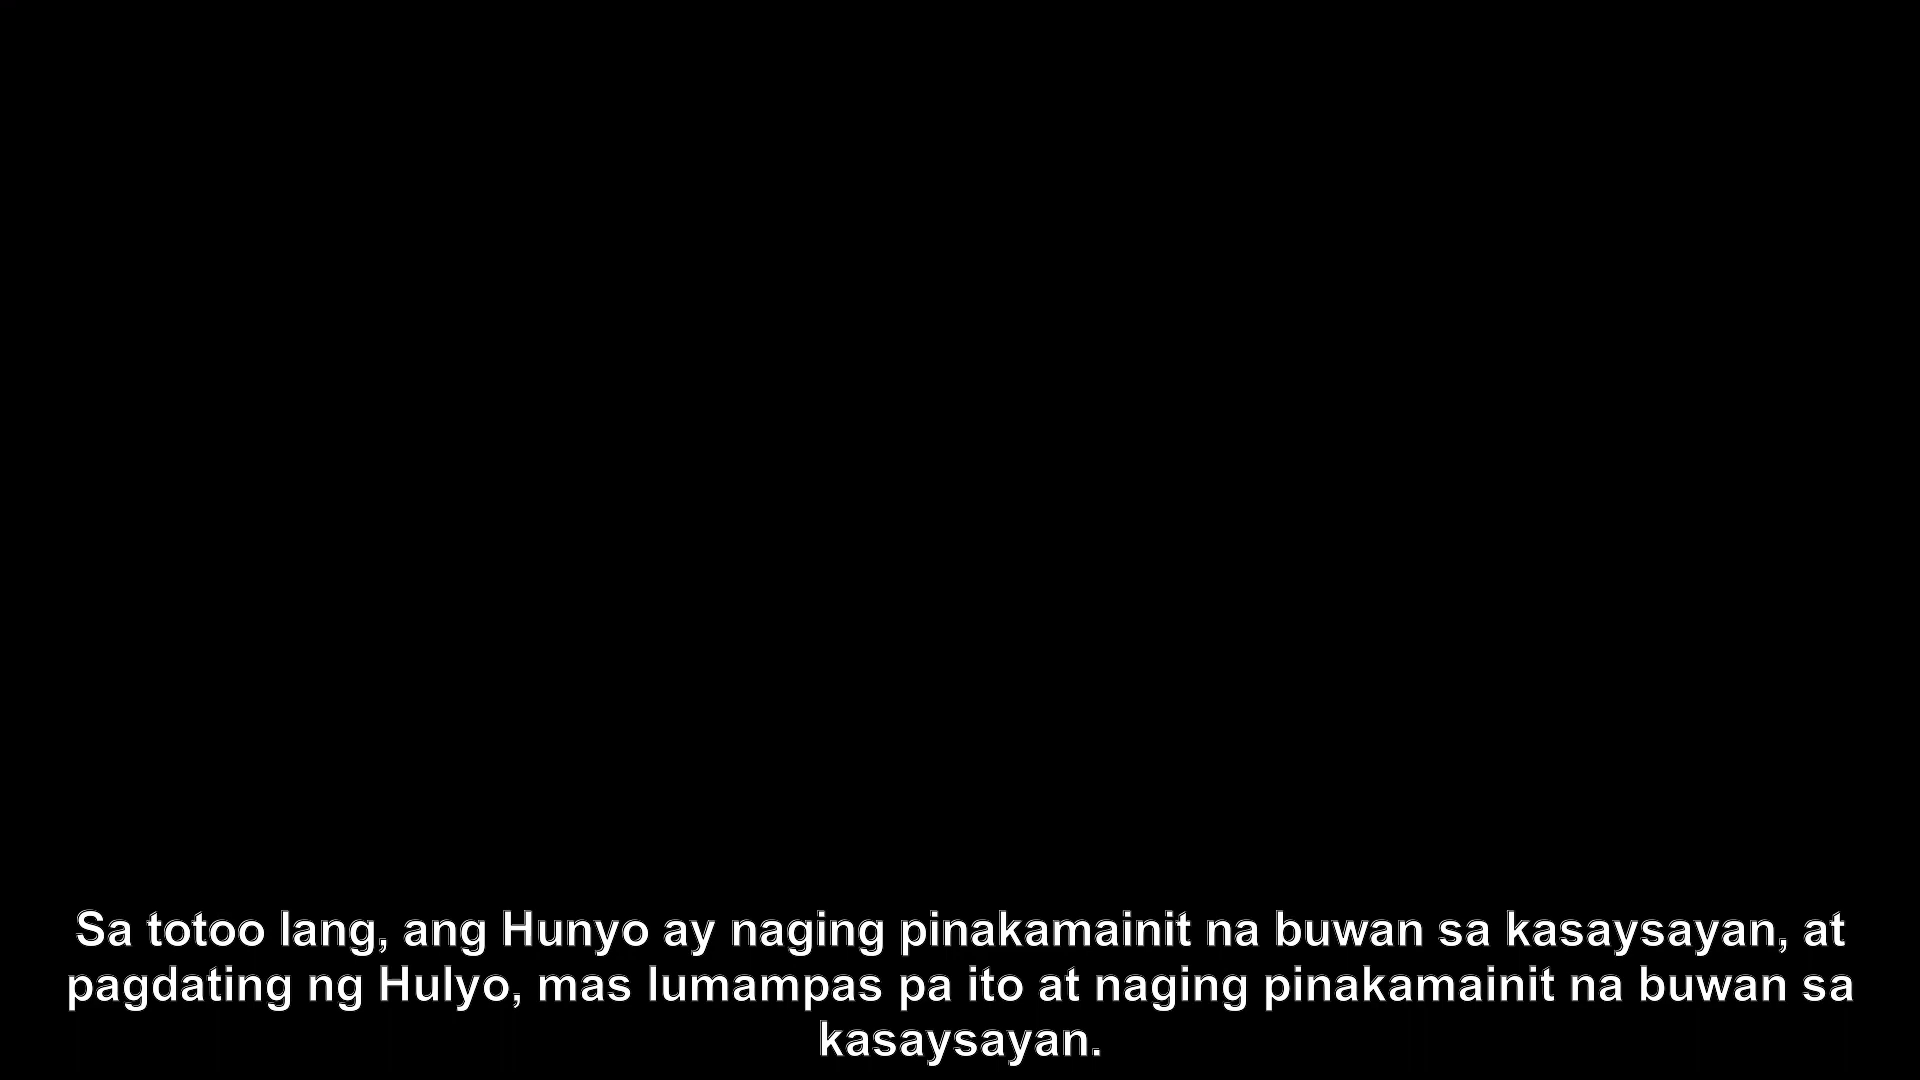 Sa totoo lang, ang Hunyo ay naging pinakamainit na buwan sa kasaysayan, at
pagdating ng Hulyo, mas lumampas pa ito at naging pinakamainit na buwan sa
kasaysayan.